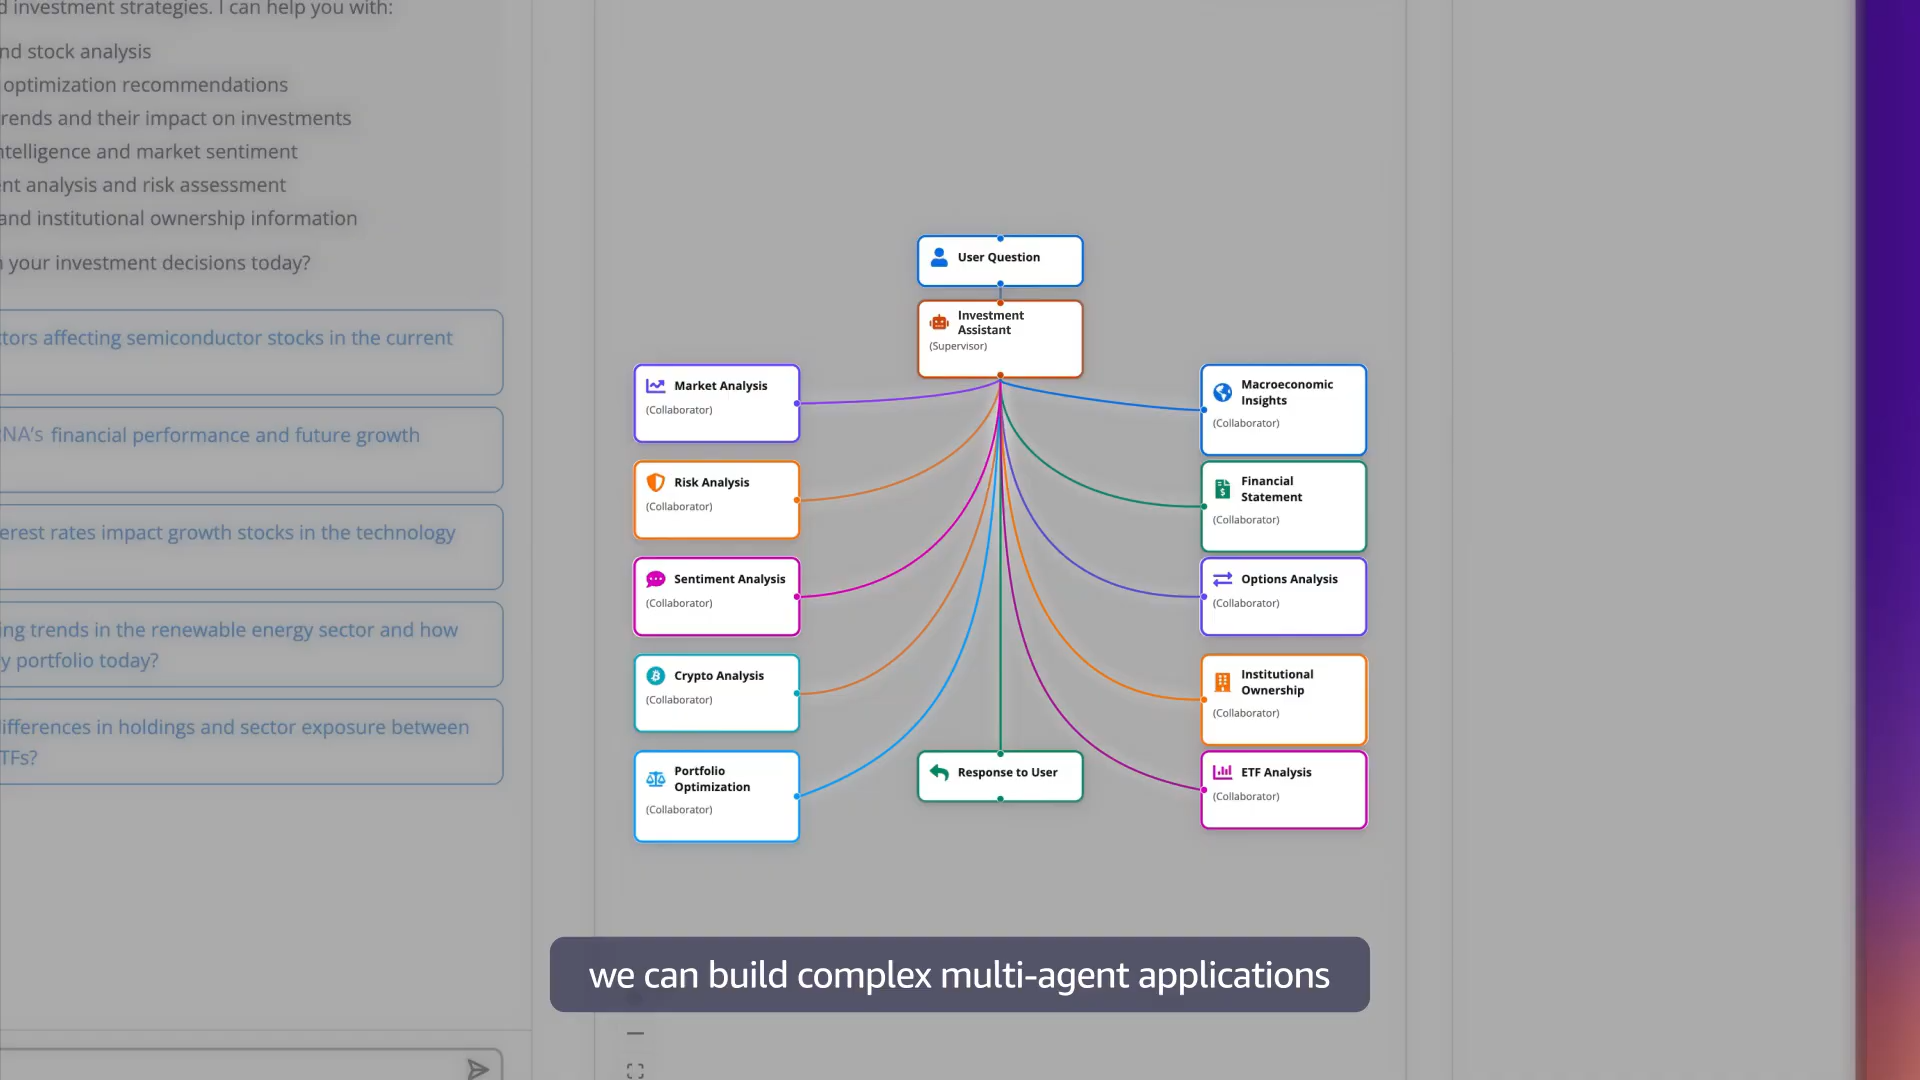 d investment strategies. I can help you with:
nd stock analysis
optimization recommendations
rends and their impact on investments
ntelligence and market sentiment
ent analysis and risk assessment
and institutional ownership information
n your investment decisions today?
ctors affecting semiconductor stocks in the current
RNA's financial performance and future growth
erest rates impact growth stocks in the technology
ing trends in the renewable energy sector and how
y portfolio today?
differences in holdings and sector exposure between
TFs?
User Question
Investment
Assistant
(Supervisor)
Market Analysis
(Collaborator)
Risk Analysis
(Collaborator)
Sentiment Analysis
(Collaborator)
Crypto Analysis
(Collaborator)
Portfolio
Optimization
(Collaborator)
Macroeconomic
Insights
(Collaborator)
Financial
Statement
(Collaborator)
Options Analysis
(Collaborator)
Institutional
Ownership
(Collaborator)
ETF Analysis
(Collaborator)
Response to User
we can build complex multi-agent applications